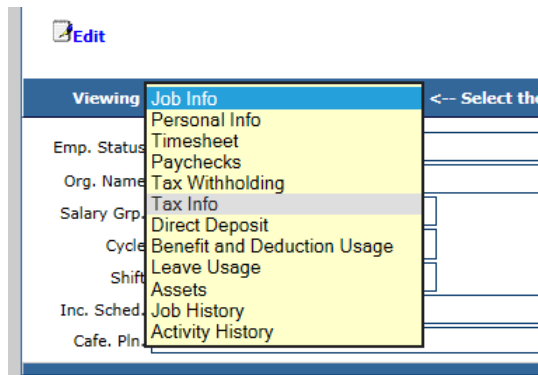 Edit
Viewing Job Info <-- Select the
Personal Info
Emp. Status Timesheet
Paychecks
Org. Name Tax Withholding
Salary Grp. Tax Info
Direct Deposit
Cycle Benefit and Deduction Usage
Shift Leave Usage
Assets
Inc. Sched. Job History
Cafe. Pln. Activity History